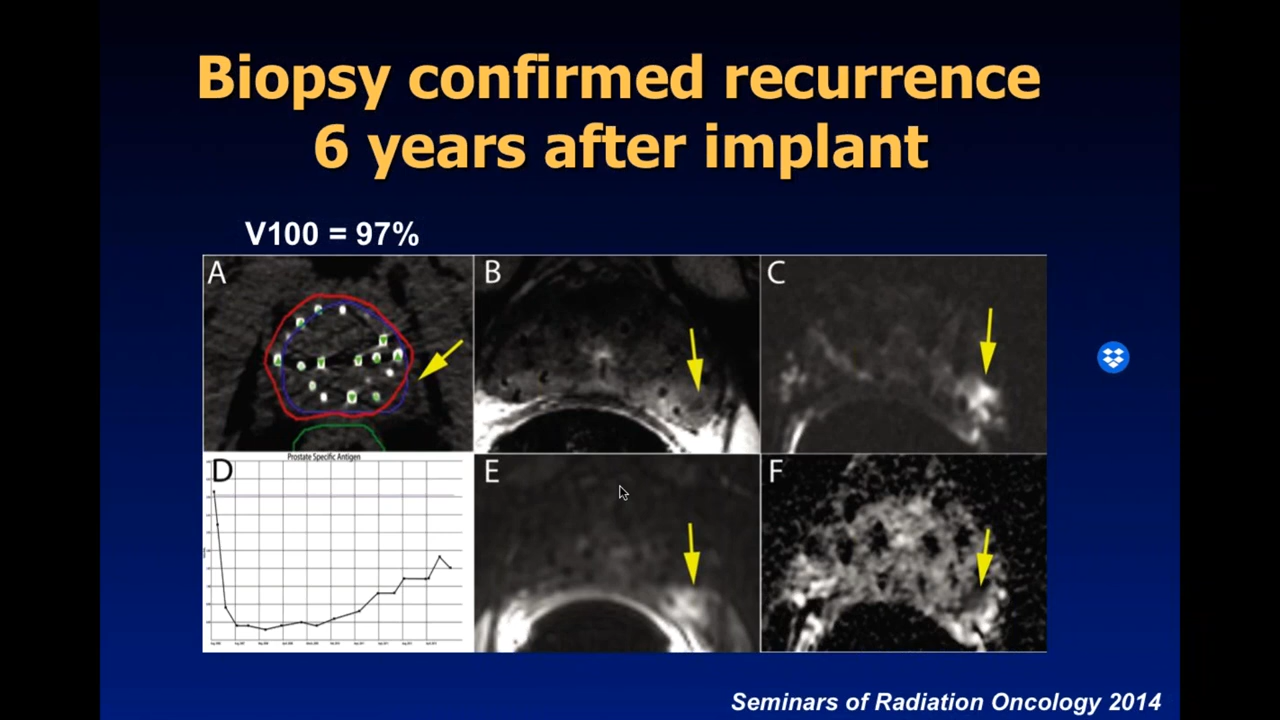 Biopsy confirmed recurrence
6 years after implant
V100 = 97%
A
B
C
D
Prostate Specific Antigen
E
F
Seminars of Radiation Oncology 2014